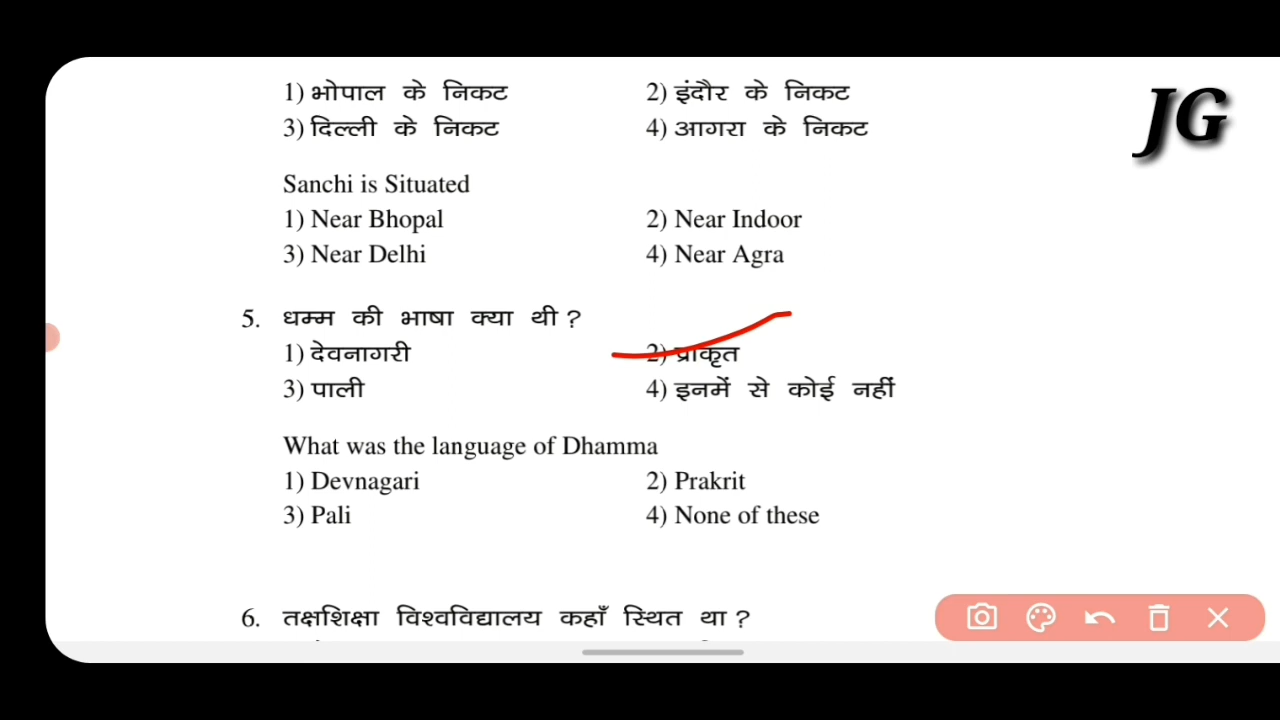 1) भोपाल के निकट 2) इंदौर के निकट
3) दिल्ली के निकट 4) आगरा के निकट
JG
Sanchi is Situated
1) Near Bhopal 2) Near Indoor
3) Near Delhi 4) Near Agra
5. धम्म की भाषा क्या थी ?
1) देवनागरी 2) प्राकृत
3) पाली 4) इनमें से कोई नहीं
What was the language of Dhamma
1) Devnagari 2) Prakrit
3) Pali 4) None of these
6. तक्षशिक्षा विश्वविद्यालय कहाँ स्थित था ?